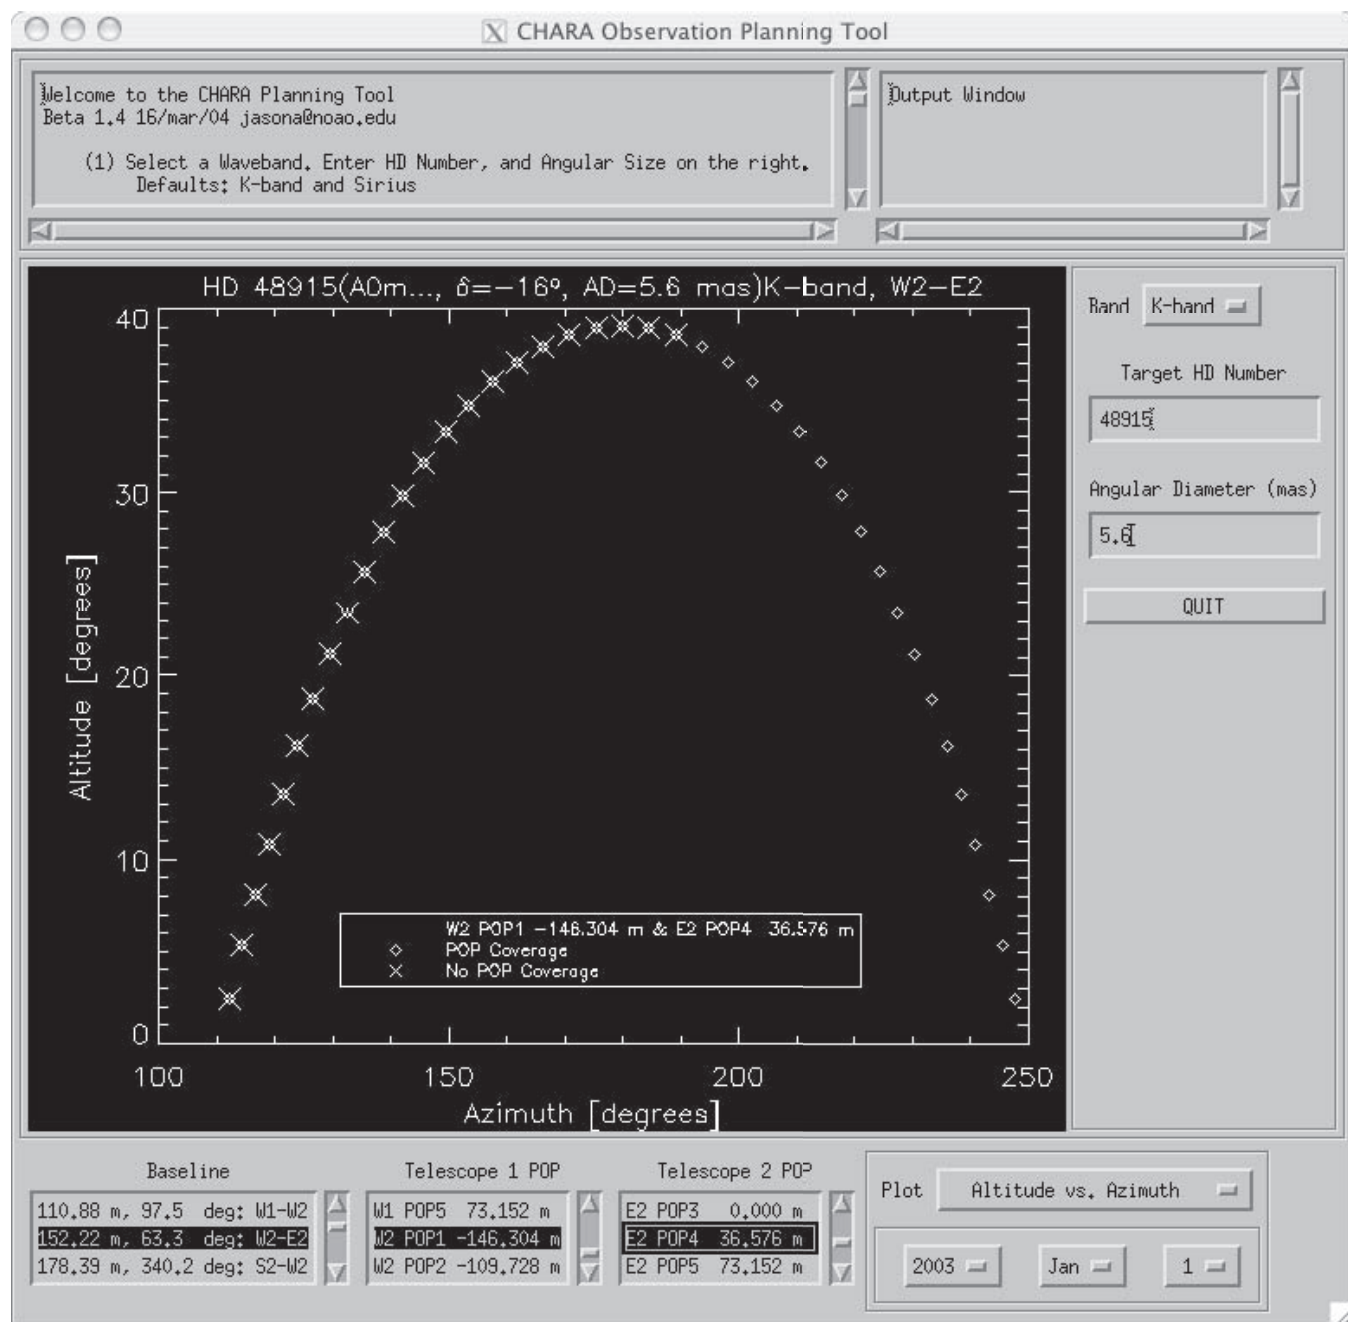 CHARA Observation Planning Tool
Welcome to the CHARA Planning Tool
Beta 1.4 16/mar/04 jasona@noao.edu
(1) Select a Waveband. Enter HD Number, and Angular Size on the right.
Defaults: K-band and Sirius
Output Window
HD 48915(A0m..., δ=-16º, AD=5.6 mas)K-band, W2-E2
40
30
20
10
0
Altitude [degrees]
100 150 200 250
Azimuth [degrees]
W2 POP1 -146.304 m & E2 POP4 36.576 m
POP Coverage
No POP Coverage
Band K-band
Target HD Number
48915
Angular Diameter (mas)
5.6
QUIT
Baseline
110.88 m, 97.5 deg: W1-W2
152.22 m, 63.3 deg: W2-E2
178.39 m, 340.2 deg: S2-W2
Telescope 1 POP
W1 POP5 73.152 m
W2 POP1 -146.304 m
W2 POP2 -109.728 m
Telescope 2 POP
E2 POP3 0.000 m
E2 POP4 36.576 m
E2 POP5 73.152 m
Plot Altitude vs. Azimuth
2003 Jan 1